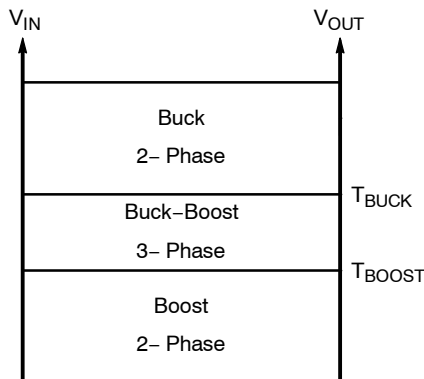 VIN
VOUT
Buck
2− Phase
TBUCK
Buck−Boost
3− Phase
TBOOST
Boost
2− Phase